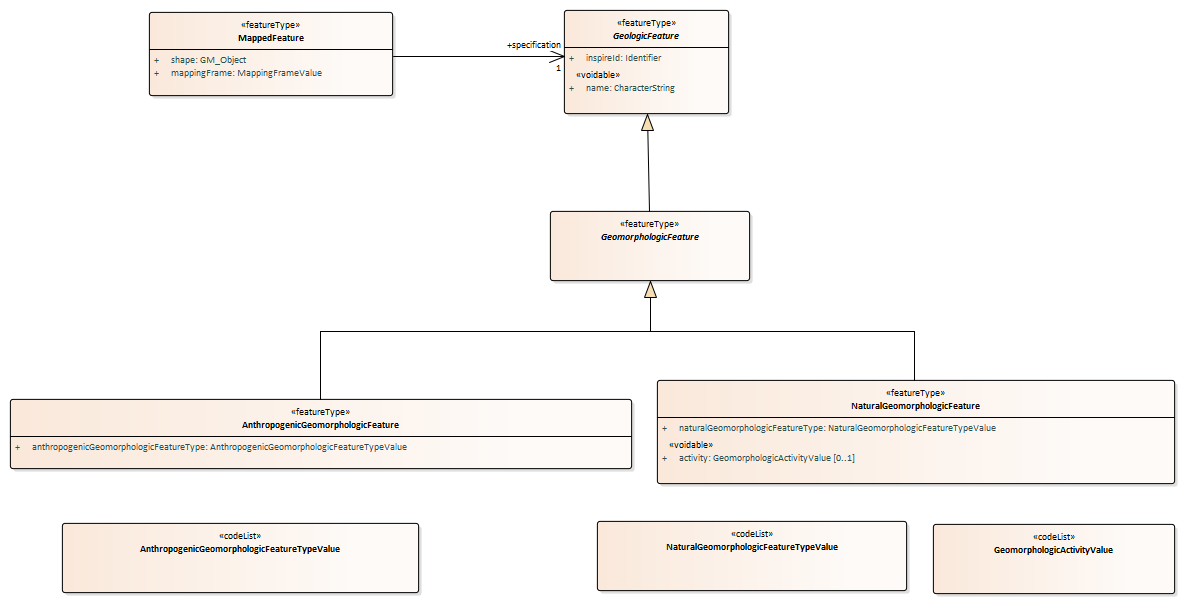 «featureType»
MappedFeature
+ shape: GM_Object
+ mappingFrame: MappingFrameValue
+specification
1
«featureType»
GeologicFeature
+ inspireId: Identifier
«voidable»
+ name: CharacterString
«featureType»
GeomorphologicFeature
«featureType»
AnthropogenicGeomorphologicFeature
+ anthropogenicGeomorphologicFeatureType: AnthropogenicGeomorphologicFeatureTypeValue
«featureType»
NaturalGeomorphologicFeature
+ naturalGeomorphologicFeatureType: NaturalGeomorphologicFeatureTypeValue
«voidable»
+ activity: GeomorphologicActivityValue [0..1]
«codeList»
AnthropogenicGeomorphologicFeatureTypeValue
«codeList»
NaturalGeomorphologicFeatureTypeValue
«codeList»
GeomorphologicActivityValue